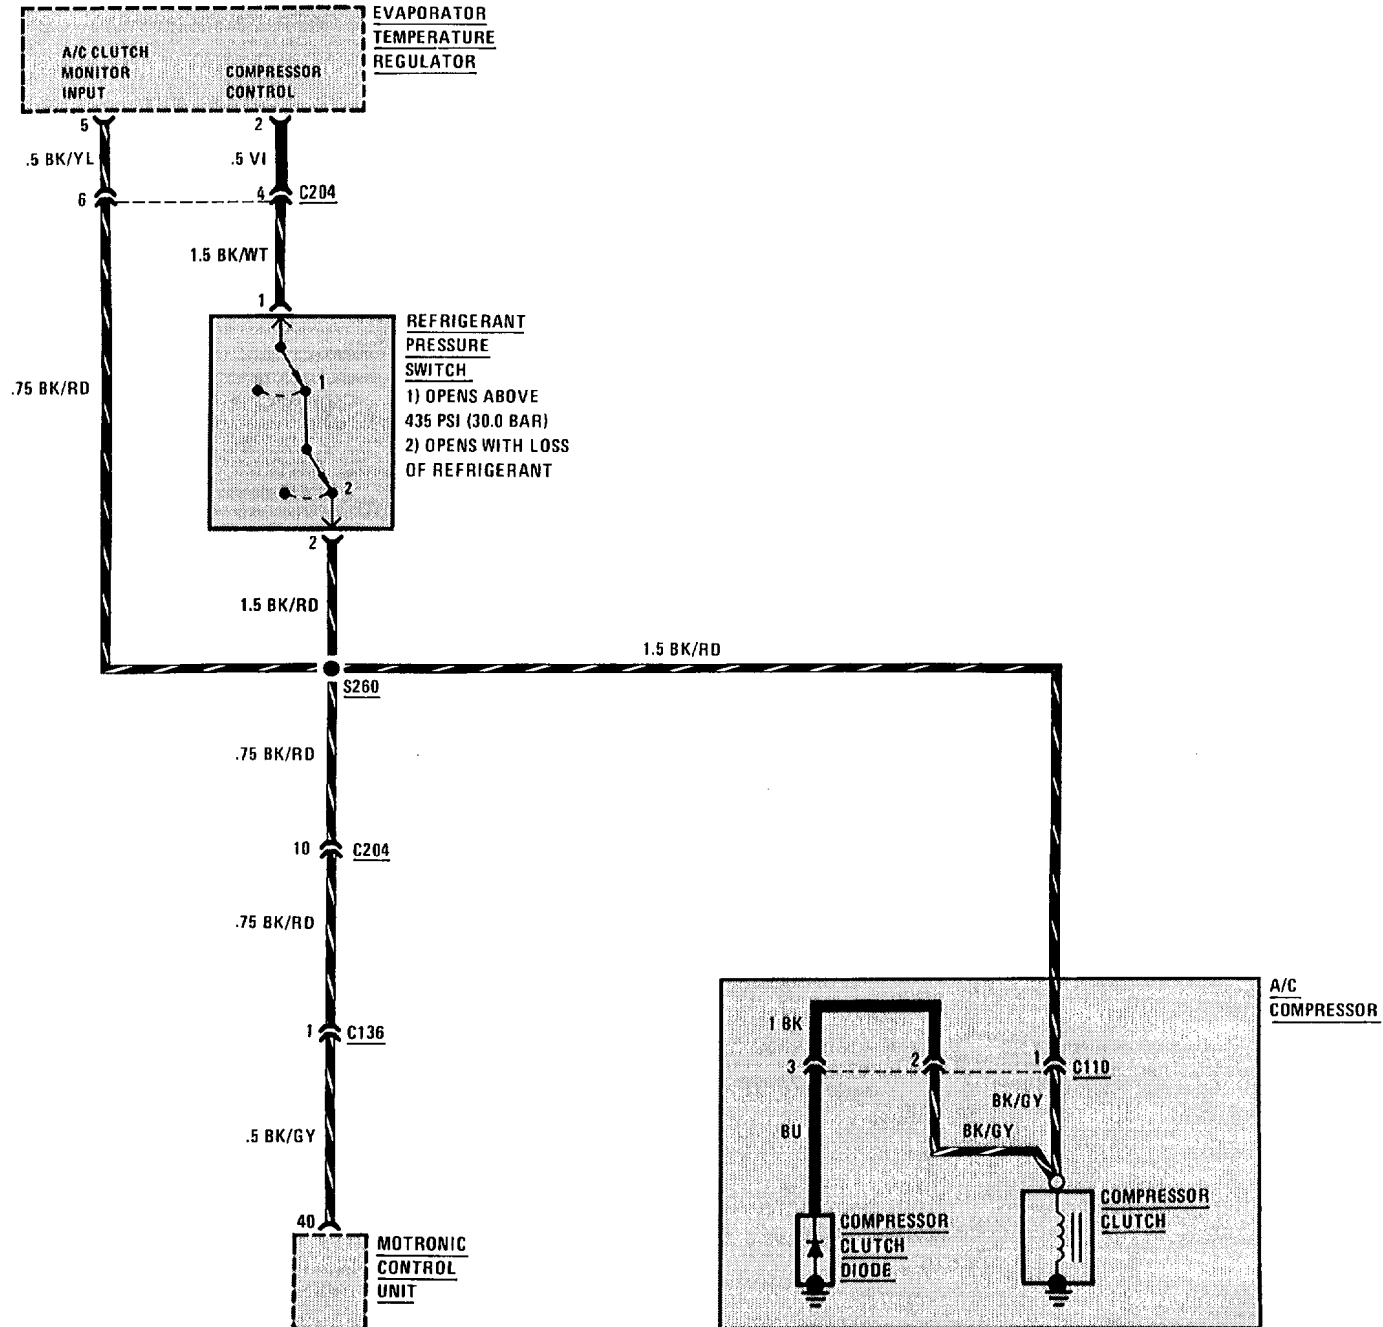 EVAPORATOR
TEMPERATURE
REGULATOR
A/C CLUTCH
MONITOR
INPUT
COMPRESSOR
CONTROL
5
2
.5 BK/YL
.5 VI
6
4
C204
1.5 BK/WT
1
REFRIGERANT
PRESSURE
SWITCH
1) OPENS ABOVE
435 PSI (30.0 BAR)
2) OPENS WITH LOSS
OF REFRIGERANT
1
2
.75 BK/RD
2
1.5 BK/RD
1.5 BK/RD
S260
.75 BK/RD
10
C204
.75 BK/RD
1
C136
.5 BK/GY
40
MOTRONIC
CONTROL
UNIT
A/C
COMPRESSOR
1 BK
3
2
1
C110
BK/GY
BU
BK/GY
COMPRESSOR
CLUTCH
DIODE
COMPRESSOR
CLUTCH